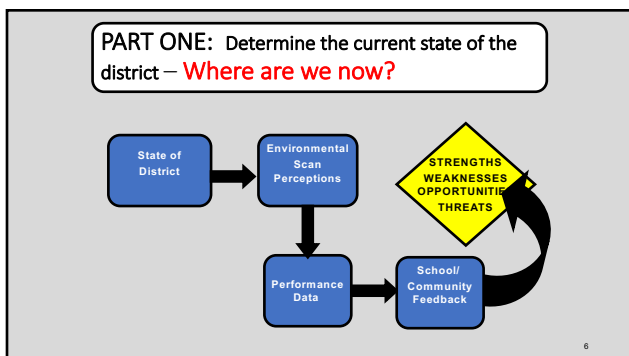 PART ONE: Determine the current state of the
district – Where are we now?
State of
District
Environmental
Scan
Perceptions
STRENGTHS
WEAKNESSES
OPPORTUNITIE
THREATS
Performance
Data
School/
Community
Feedback
6